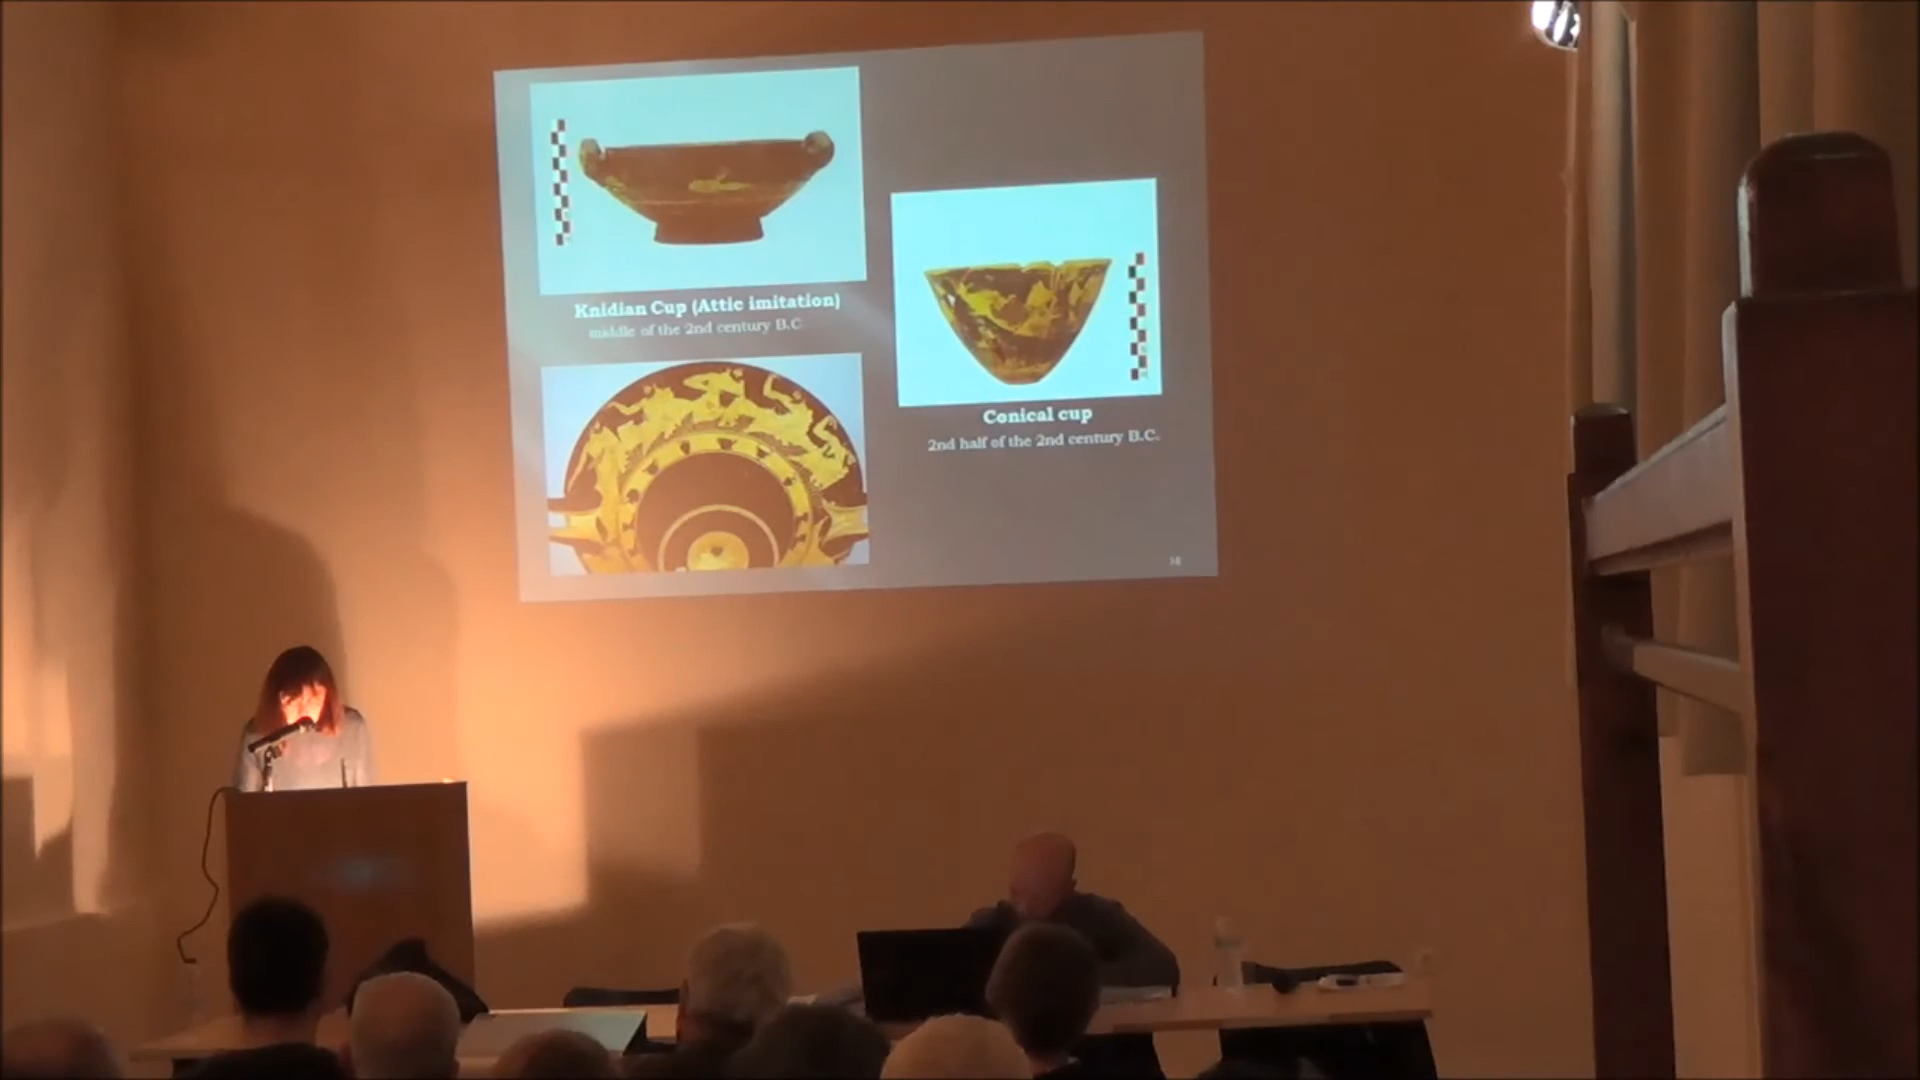 Knidian Cup (Attic imitation)
middle of the 2nd century B.C
Conical cup
2nd half of the 2nd century B.C.